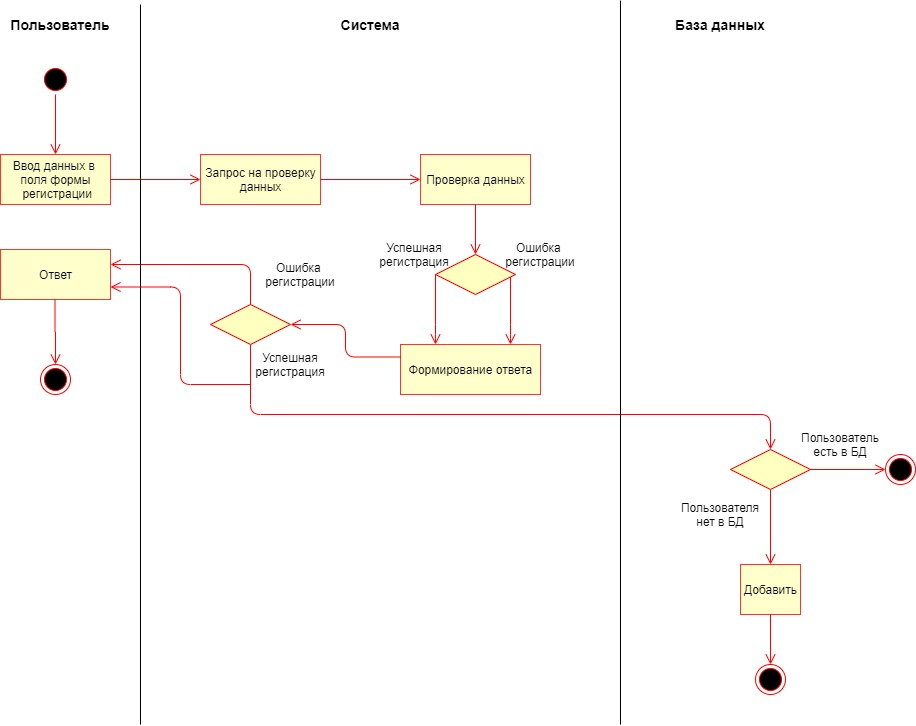 Пользователь
Система
База данных
Ввод данных в
поля формы
регистрации
Запрос на проверку
данных
Проверка данных
Успешная
регистрация
Ошибка
регистрации
Ответ
Ошибка
регистрации
Успешная
регистрация
Формирование ответа
Пользователь
есть в БД
Пользователя
нет в БД
Добавить